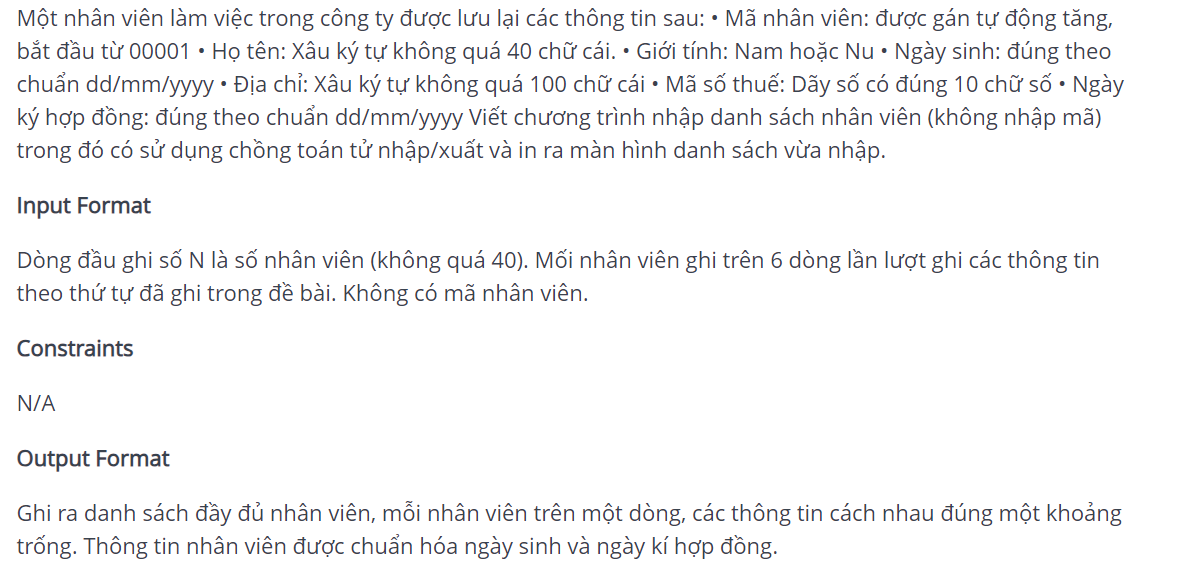 Một nhân viên làm việc trong công ty được lưu lại các thông tin sau: • Mã nhân viên: được gán tự động tăng,
bắt đầu từ 00001 • Họ tên: Xâu ký tự không quá 40 chữ cái. • Giới tính: Nam hoặc Nu • Ngày sinh: đúng theo
chuẩn dd/mm/yyyy • Địa chỉ: Xâu ký tự không quá 100 chữ cái • Mã số thuế: Dãy số có đúng 10 chữ số • Ngày
ký hợp đồng: đúng theo chuẩn dd/mm/yyyy Viết chương trình nhập danh sách nhân viên (không nhập mã)
trong đó có sử dụng chồng toán tử nhập/xuất và in ra màn hình danh sách vừa nhập.
Input Format
Dòng đầu ghi số N là số nhân viên (không quá 40). Mối nhân viên ghi trên 6 dòng lần lượt ghi các thông tin
theo thứ tự đã ghi trong đề bài. Không có mã nhân viên.
Constraints
N/A
Output Format
Ghi ra danh sách đầy đủ nhân viên, mỗi nhân viên trên một dòng, các thông tin cách nhau đúng một khoảng
trống. Thông tin nhân viên được chuẩn hóa ngày sinh và ngày kí hợp đồng.